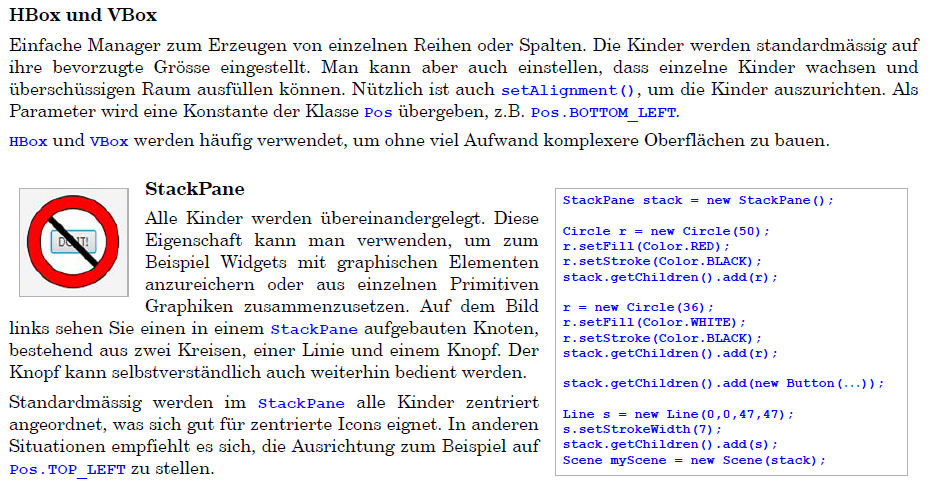 HBox und VBox
Einfache Manager zum Erzeugen von einzelnen Reihen oder Spalten. Die Kinder werden standardmässig auf
ihre bevorzugte Grösse eingestellt. Man kann aber auch einstellen, dass einzelne Kinder wachsen und
überschüssigen Raum ausfüllen können. Nützlich ist auch setAlignment(), um die Kinder auszurichten. Als
Parameter wird eine Konstante der Klasse Pos übergeben, z.B. Pos.BOTTOM_LEFT.
HBox und VBox werden häufig verwendet, um ohne viel Aufwand komplexere Oberflächen zu bauen.
DO IT!
StackPane
Alle Kinder werden übereinandergelegt. Diese
Eigenschaft kann man verwenden, um zum
Beispiel Widgets mit graphischen Elementen
anzureichern oder aus einzelnen Primitiven
Graphiken zusammenzusetzen. Auf dem Bild
links sehen Sie einen in einem StackPane aufgebauten Knoten,
bestehend aus zwei Kreisen, einer Linie und einem Knopf. Der
Knopf kann selbstverständlich auch weiterhin bedient werden.
Standardmässig werden im StackPane alle Kinder zentriert
angeordnet, was sich gut für zentrierte Icons eignet. In anderen
Situationen empfiehlt es sich, die Ausrichtung zum Beispiel auf
Pos.TOP_LEFT zu stellen.
StackPane stack = new StackPane();
Circle r = new Circle(50);
r.setFill(Color.RED);
r.setStroke(Color.BLACK);
stack.getChildren().add(r);
r = new Circle(36);
r.setFill(Color.WHITE);
r.setStroke(Color.BLACK);
stack.getChildren().add(r);
stack.getChildren().add(new Button(...));
Line s = new Line(0,0,47,47);
s.setStrokeWidth(7);
stack.getChildren().add(s);
Scene myScene = new Scene(stack);